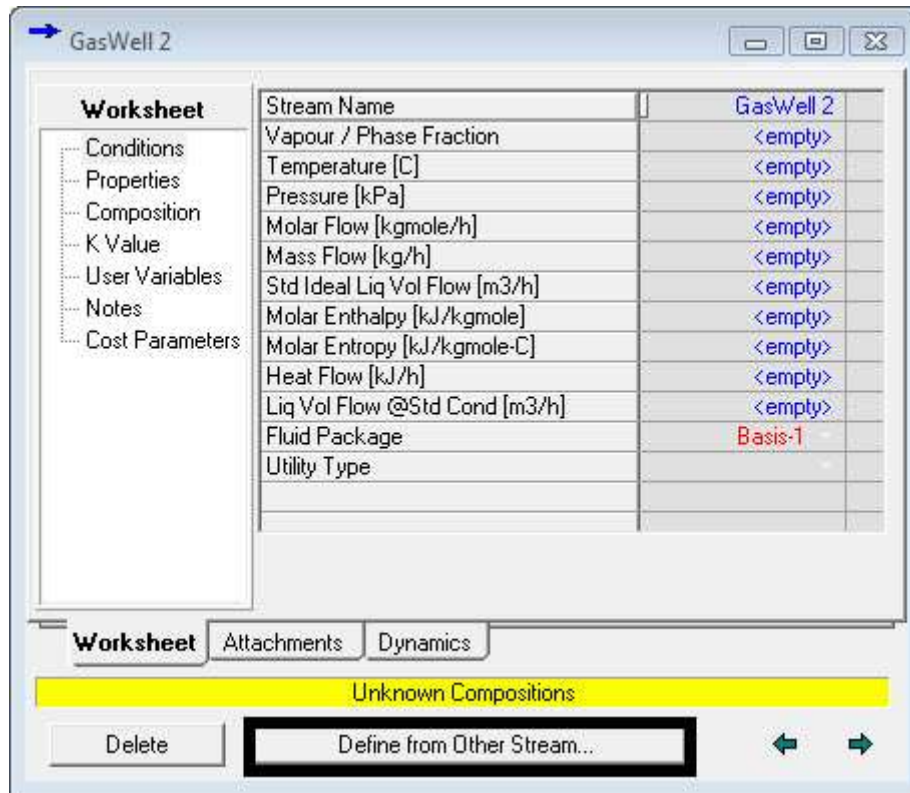 GasWell 2
Worksheet
Conditions
Properties
Composition
K Value
User Variables
Notes
Cost Parameters
Stream Name GasWell 2
Vapour / Phase Fraction <empty>
Temperature [C] <empty>
Pressure [kPa] <empty>
Molar Flow [kgmole/h] <empty>
Mass Flow [kg/h] <empty>
Std Ideal Liq Vol Flow [m3/h] <empty>
Molar Enthalpy [kJ/kgmole] <empty>
Molar Entropy [kJ/kgmole-C] <empty>
Heat Flow [kJ/h] <empty>
Liq Vol Flow @Std Cond [m3/h] <empty>
Fluid Package Basis-1
Utility Type
Worksheet Attachments Dynamics
Unknown Compositions
Delete Define from Other Stream...